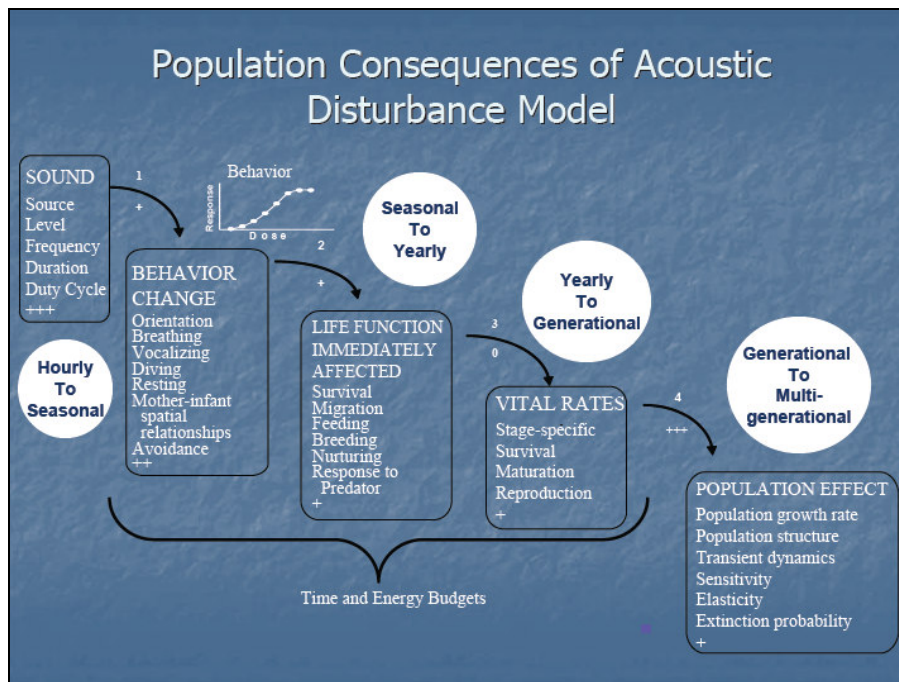 Population Consequences of Acoustic
Disturbance Model
SOUND
Source
Level
Frequency
Duration
Duty Cycle
+++
1
+
Behavior
Response
Dose
Hourly
To
Seasonal
BEHAVIOR
CHANGE
Orientation
Breathing
Vocalizing
Diving
Resting
Mother-infant
spatial
relationships
Avoidance
++
2
+
Seasonal
To
Yearly
LIFE FUNCTION
IMMEDIATELY
AFFECTED
Survival
Migration
Feeding
Breeding
Nurturing
Response to
Predator
+
3
0
Yearly
To
Generational
VITAL RATES
Stage-specific
Survival
Maturation
Reproduction
+
4
+++
Generational
To
Multi-
generational
POPULATION EFFECT
Population growth rate
Population structure
Transient dynamics
Sensitivity
Elasticity
Extinction probability
+
Time and Energy Budgets